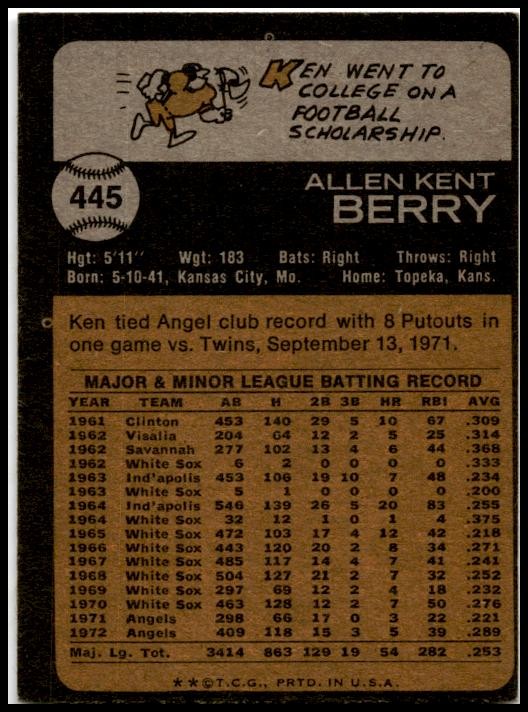 KEN WENT TO
COLLEGE ON A
FOOTBALL
SCHOLARSHIP.
445
ALLEN KENT
BERRY
Hgt: 5'11" Wgt: 183 Bats: Right Throws: Right
Born: 5-10-41, Kansas City, Mo. Home: Topeka, Kans.
Ken tied Angel club record with 8 Putouts in
one game vs. Twins, September 13, 1971.
MAJOR & MINOR LEAGUE BATTING RECORD
YEAR TEAM AB H 2B 3B HR RBI AVG
1961 Clinton 453 140 29 5 10 67 .309
1962 Visalia 204 64 12 2 5 25 .314
1962 Savannah 277 102 13 4 6 44 .368
1962 White Sox 6 2 0 0 0 0 .333
1963 Ind'apolis 453 106 19 10 7 48 .234
1963 White Sox 5 1 0 0 0 0 .200
1964 Ind'apolis 546 139 26 5 20 83 .255
1964 White Sox 32 12 1 0 1 4 .375
1965 White Sox 472 103 17 4 12 42 .218
1966 White Sox 443 120 20 2 8 34 .271
1967 White Sox 485 117 14 4 7 41 .241
1968 White Sox 504 127 21 2 7 32 .252
1969 White Sox 297 69 12 2 4 18 .232
1970 White Sox 463 128 12 2 7 50 .276
1971 Angels 298 66 17 0 3 22 .221
1972 Angels 409 118 15 3 5 39 .289
Maj. Lg. Tot. 3414 863 129 19 54 282 .253
**©T.C.G., PRTD. IN U.S.A.